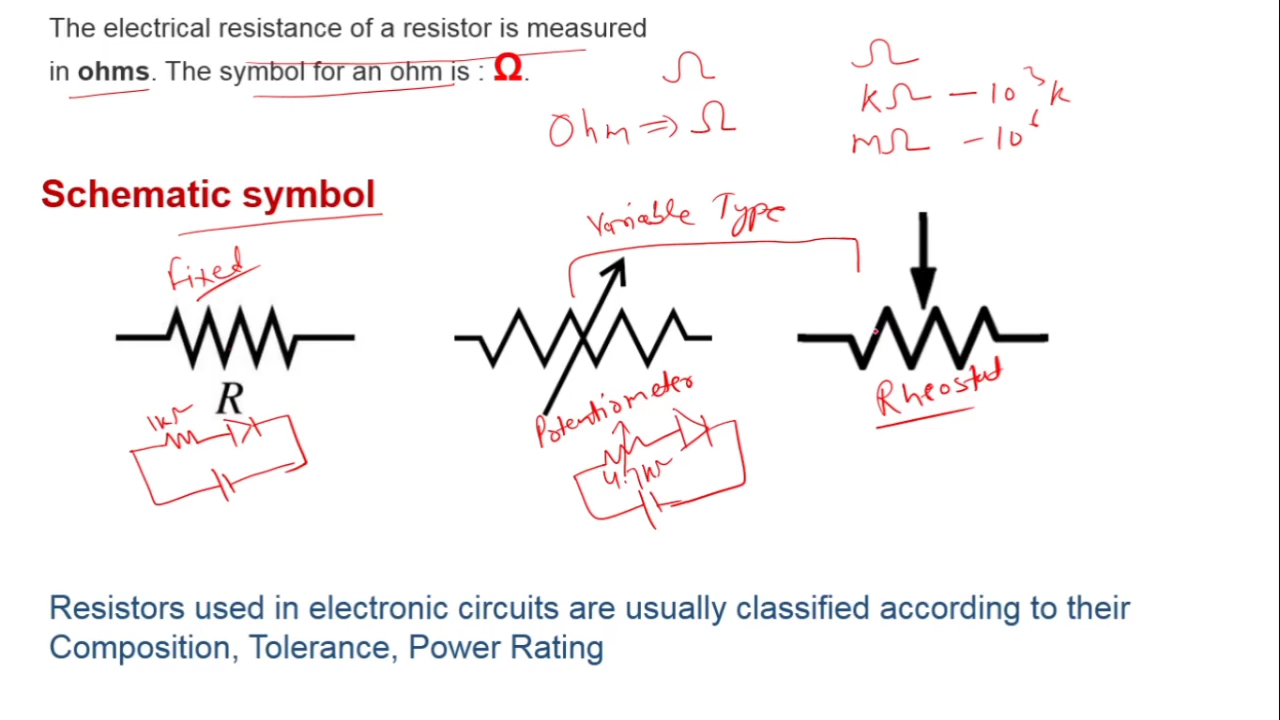 The electrical resistance of a resistor is measured
in ohms. The symbol for an ohm is : Ω.
Ω
Ohm ⇒ Ω
Ω
kΩ – 10³ k
mΩ – 10⁶
Schematic symbol
Variable Type
Fixed
R
1kΩ
Potentiometer
4.7kΩ
Rheostat
Resistors used in electronic circuits are usually classified according to their
Composition, Tolerance, Power Rating